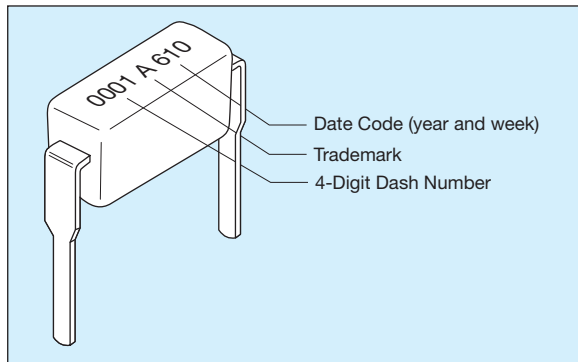 0001 A 610
Date Code (year and week)
Trademark
4-Digit Dash Number